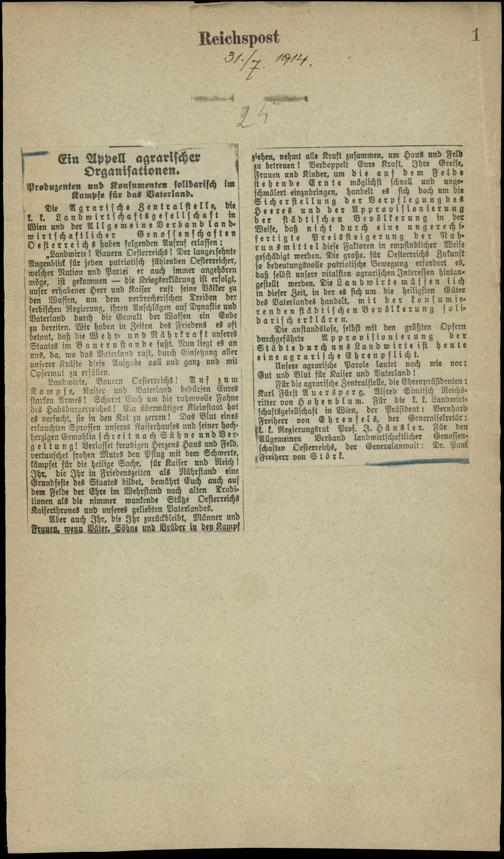 Reichspost
1
31./7. 1914.
25
Ein Appell agrarischer
Organisationen.
Produzenten und Konsumenten solidarisch im
Kampfe für das Vaterland.
Die Agrarische Zentralstelle, die
k. k. Landwirtschaftsgesellschaft in
Wien und der Allgemeine Verband land-
wirtschaftlicher Genossenschaften
Oesterreichs haben folgenden Aufruf erlassen:
„Landwirte! Bauern Oesterreichs! Der langersehnte
Augenblick für jeden patriotisch fühlenden Oesterreicher,
welcher Nation und Partei er auch immer angehören
möge, ist gekommen — die Kriegserklärung ist erfolgt,
unser erhabener Herr und Kaiser ruft seine Völker zu
den Waffen, um dem verbrecherischen Treiben der
serbischen Regierung, ihren Anschlägen auf Dynastie und
Vaterland durch die Gewalt der Waffen ein Ende
zu bereiten. Wir haben in Zeiten des Friedens es oft
betont, daß die Wehr- und Nährkraft unseres
Staates im Bauernstande fußt. Nun liegt es an
uns, da, wo das Vaterland ruft, durch Einsetzung aller
unserer Kräfte diese Aufgabe voll und ganz und mit
Opfermut zu erfüllen.
Landwirte, Bauern Oesterreichs! Auf zum
Kampfe, Kaiser und Vaterland bedürfen Eures
starken Armes! Scharet Euch um die ruhmvolle Fahne
des Habsburgerreiches! Ein übermütiger Kleinstaat hat
es versucht, sie in den Kot zu zerren! Das Blut eines
erlauchten Sprossen unseres Kaiserhauses und seiner hoch-
herzigen Gemahlin schreit nach Sühne und Ver-
geltung! Verlasset freudigen Herzens Haus und Feld,
vertauschet frohen Mutes den Pflug mit dem Schwerte,
kämpfet für die heilige Sache, für Kaiser und Reich!
Ihr, die Ihr in Friedenszeiten als Nährstand eine
Grundfeste des Staates bildet, bewährt Euch auch auf
dem Felde der Ehre im Wehrstand nach alten Tradi-
tionen als die nimmer wankende Stütze Oesterreichs
Kaiserthrones und unseres geliebten Vaterlandes.
Aber auch Ihr, die Ihr zurückbleibt, Männer und
Frauen, wenn Väter, Söhne und Brüder in den Kampf
ziehen, nehmt alle Kraft zusammen, um Haus und Feld
zu betreuen! Verdoppelt Eure Kraft, Ihre Greise,
Frauen und Kinder, um die auf dem Felde
stehende Ernte möglichst schnell und unge-
schmälert einzubringen, handelt es sich doch um die
Sicherstellung der Verpflegung des
Heeres und der Approvisionierung
der städtischen Bevölkerung in der
Weise, daß nicht durch eine ungerecht-
fertigte Preissteigerung der Nah-
rungsmittel diese Faktoren in empfindlicher Weise
geschädigt werden. Die große, für Oesterreichs Zukunft
so bedeutungsvolle patriotische Bewegung erfordert es,
daß selbst unsere vitalsten agrarischen Interessen hintan-
gestellt werden. Die Landwirte müssen sich
in dieser Zeit, in der es sich um die heiligsten Güter
des Vaterlandes handelt, mit der konsumie-
renden städtischen Bevölkerung soli-
darisch erklären.
Die anstandslose, selbst mit den größten Opfern
durchgeführte Approvisionierung der
Städte durch uns Landwirte ist heute
eine agrarische Ehrenpflicht.
Unsere agrarische Parole lautet nach wie vor:
Gut und Blut für Kaiser und Vaterland!
Für die agrarische Zentralstelle, die Ehrenpräsidenten:
Karl Fürst Auersperg, Alfred Simitsch Reichs-
ritter von Hohenblum. Für die k. k. Landwirt-
schaftsgesellschaft in Wien, der Präsident: Bernhard
Freiherr von Ehrenfels, der Generalsekretär:
k. k. Regierungsrat Prof. J. Häusler. Für den
Allgemeinen Verband landwirtschaftlicher Genossen-
schaften Oesterreichs, der Generalanwalt: Dr. Paul
Freiherr von Störk.